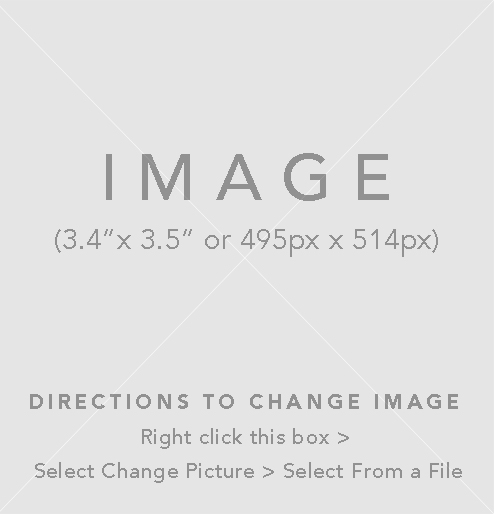 IMAGE
(3.4”x 3.5” or 495px x 514px)
DIRECTIONS TO CHANGE IMAGE
Right click this box >
Select Change Picture > Select From a File